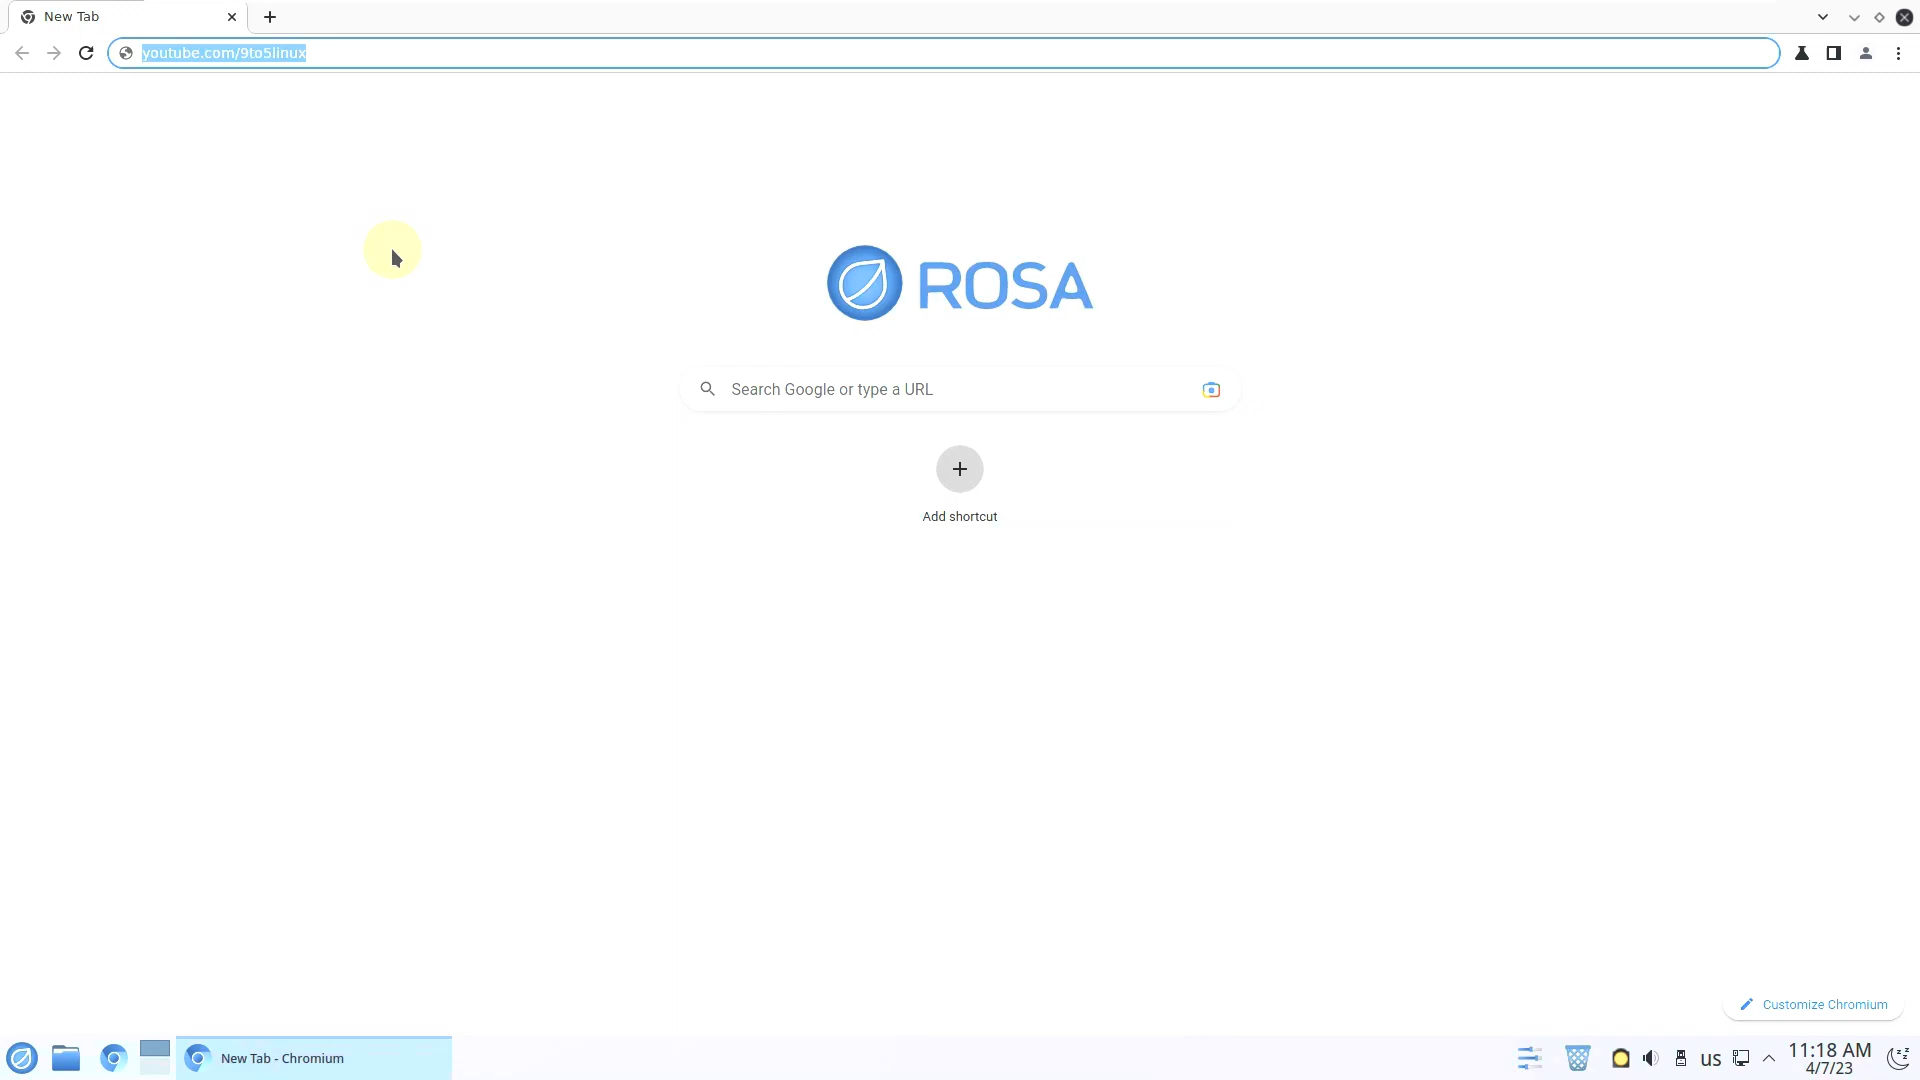 New Tab
youtube.com/9to5linux
ROSA
Search Google or type a URL
Add shortcut
Customize Chromium
New Tab - Chromium
us
11:18 AM
4/7/23